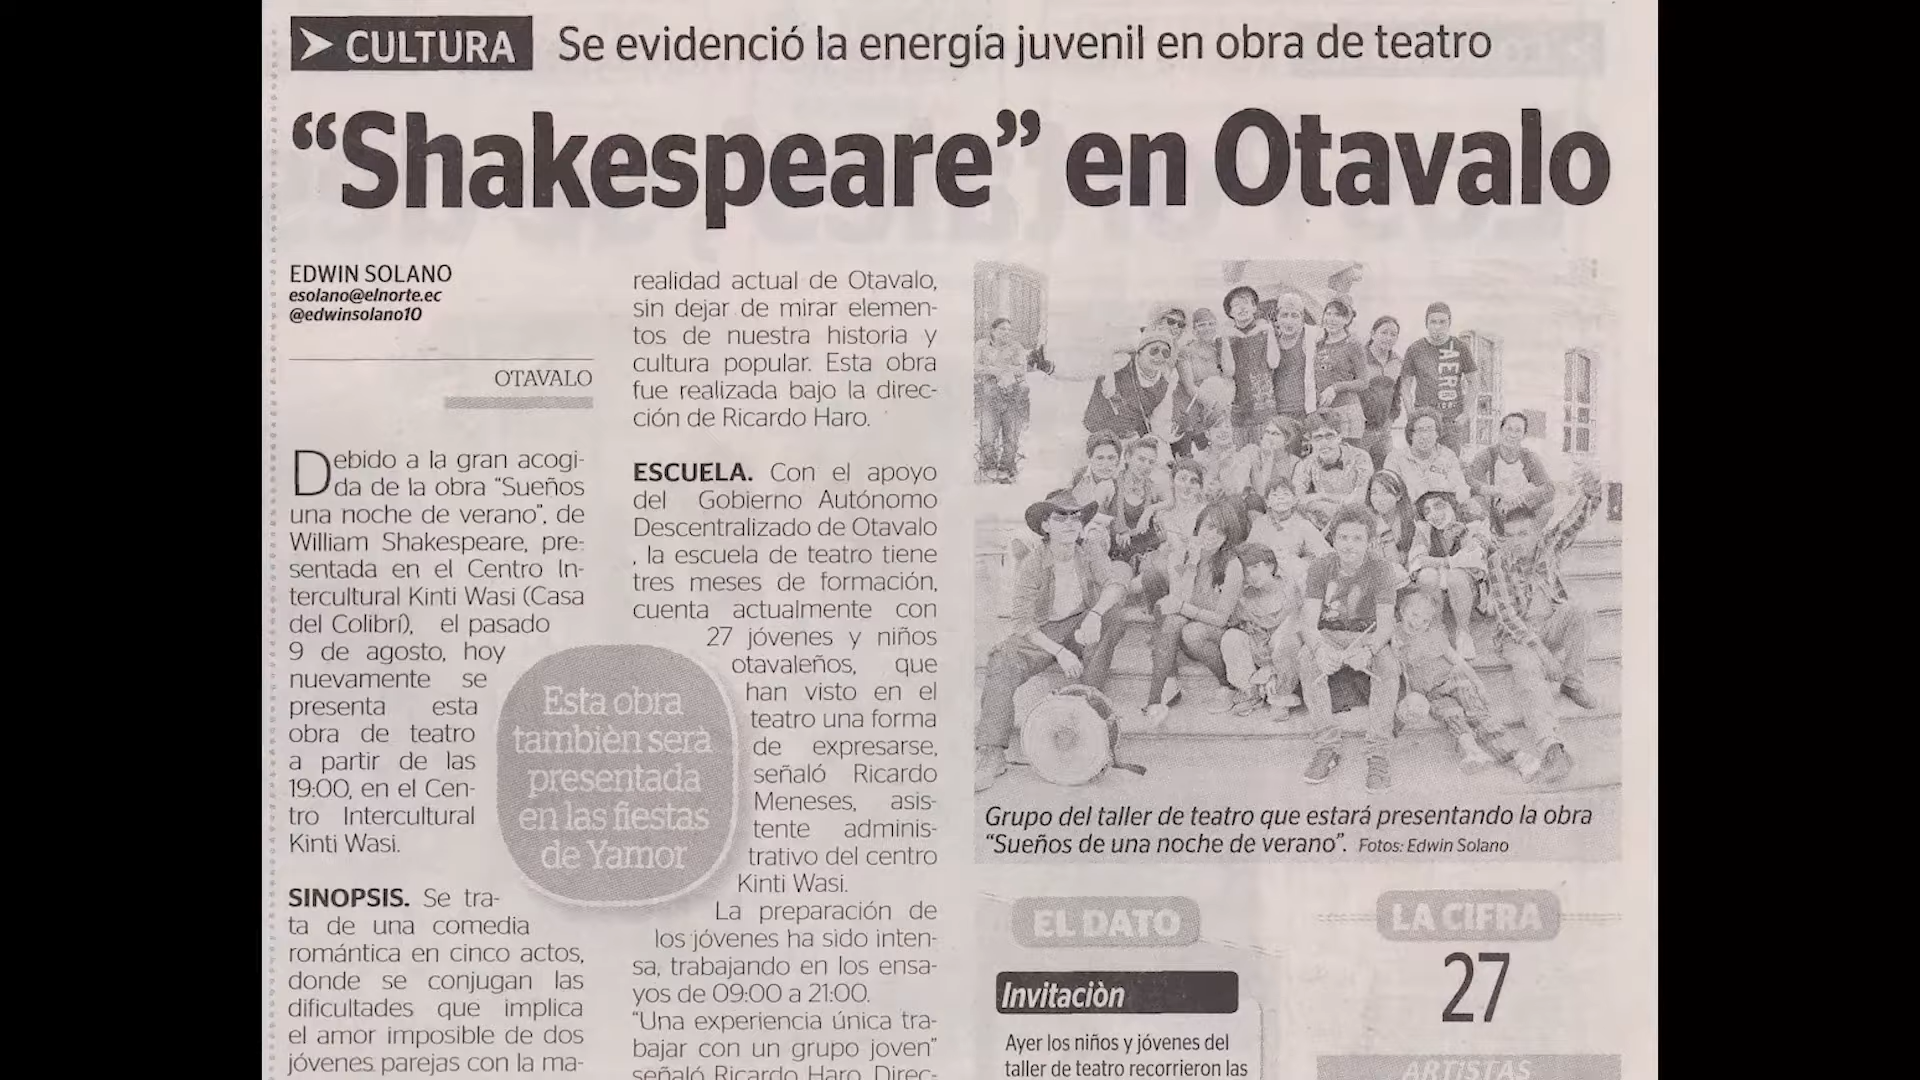 CULTURA Se evidenció la energía juvenil en obra de teatro
“Shakespeare” en Otavalo
EDWIN SOLANO
esolano@elnorte.ec
@edwinsolano10
OTAVALO
Debido a la gran acogi-
da de la obra “Sueños
una noche de verano”, de
William Shakespeare, pre-
sentada en el Centro In-
tercultural Kinti Wasi (Casa
del Colibrí), el pasado
9 de agosto, hoy
nuevamente se
presenta esta
obra de teatro
a partir de las
19:00, en el Cen-
tro Intercultural
Kinti Wasi.
SINOPSIS. Se tra-
ta de una comedia
romántica en cinco actos,
donde se conjugan las
dificultades que implica
el amor imposible de dos
jóvenes parejas con la ma-
Esta obra
tambièn serà
presentada
en las fiestas
de Yamor
realidad actual de Otavalo,
sin dejar de mirar elemen-
tos de nuestra historia y
cultura popular. Esta obra
fue realizada bajo la direc-
ción de Ricardo Haro.
ESCUELA. Con el apoyo
del Gobierno Autónomo
Descentralizado de Otavalo
, la escuela de teatro tiene
tres meses de formación,
cuenta actualmente con
27 jóvenes y niños
otavaleños, que
han visto en el
teatro una forma
de expresarse,
señaló Ricardo
Meneses, asis-
tente adminis-
trativo del centro
Kinti Wasi.
La preparación de
los jóvenes ha sido inten-
sa, trabajando en los ensa-
yos de 09:00 a 21:00.
“Una experiencia única tra-
bajar con un grupo joven”
señaló Ricardo Haro, Direc-
AERO
Grupo del taller de teatro que estará presentando la obra
“Sueños de una noche de verano”. Fotos: Edwin Solano
EL DATO
Invitaciòn
Ayer los niños y jóvenes del
taller de teatro recorrieron las
LA CIFRA
27
ARTISTAS